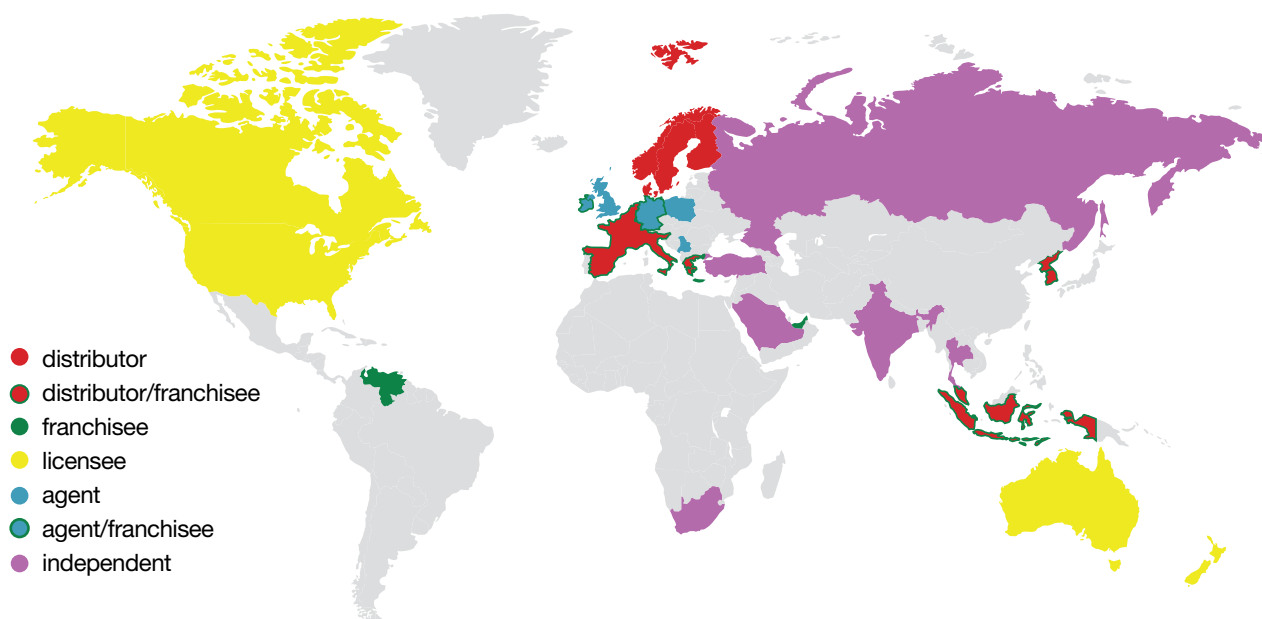 distributor
distributor/franchisee
franchisee
licensee
agent
agent/franchisee
independent